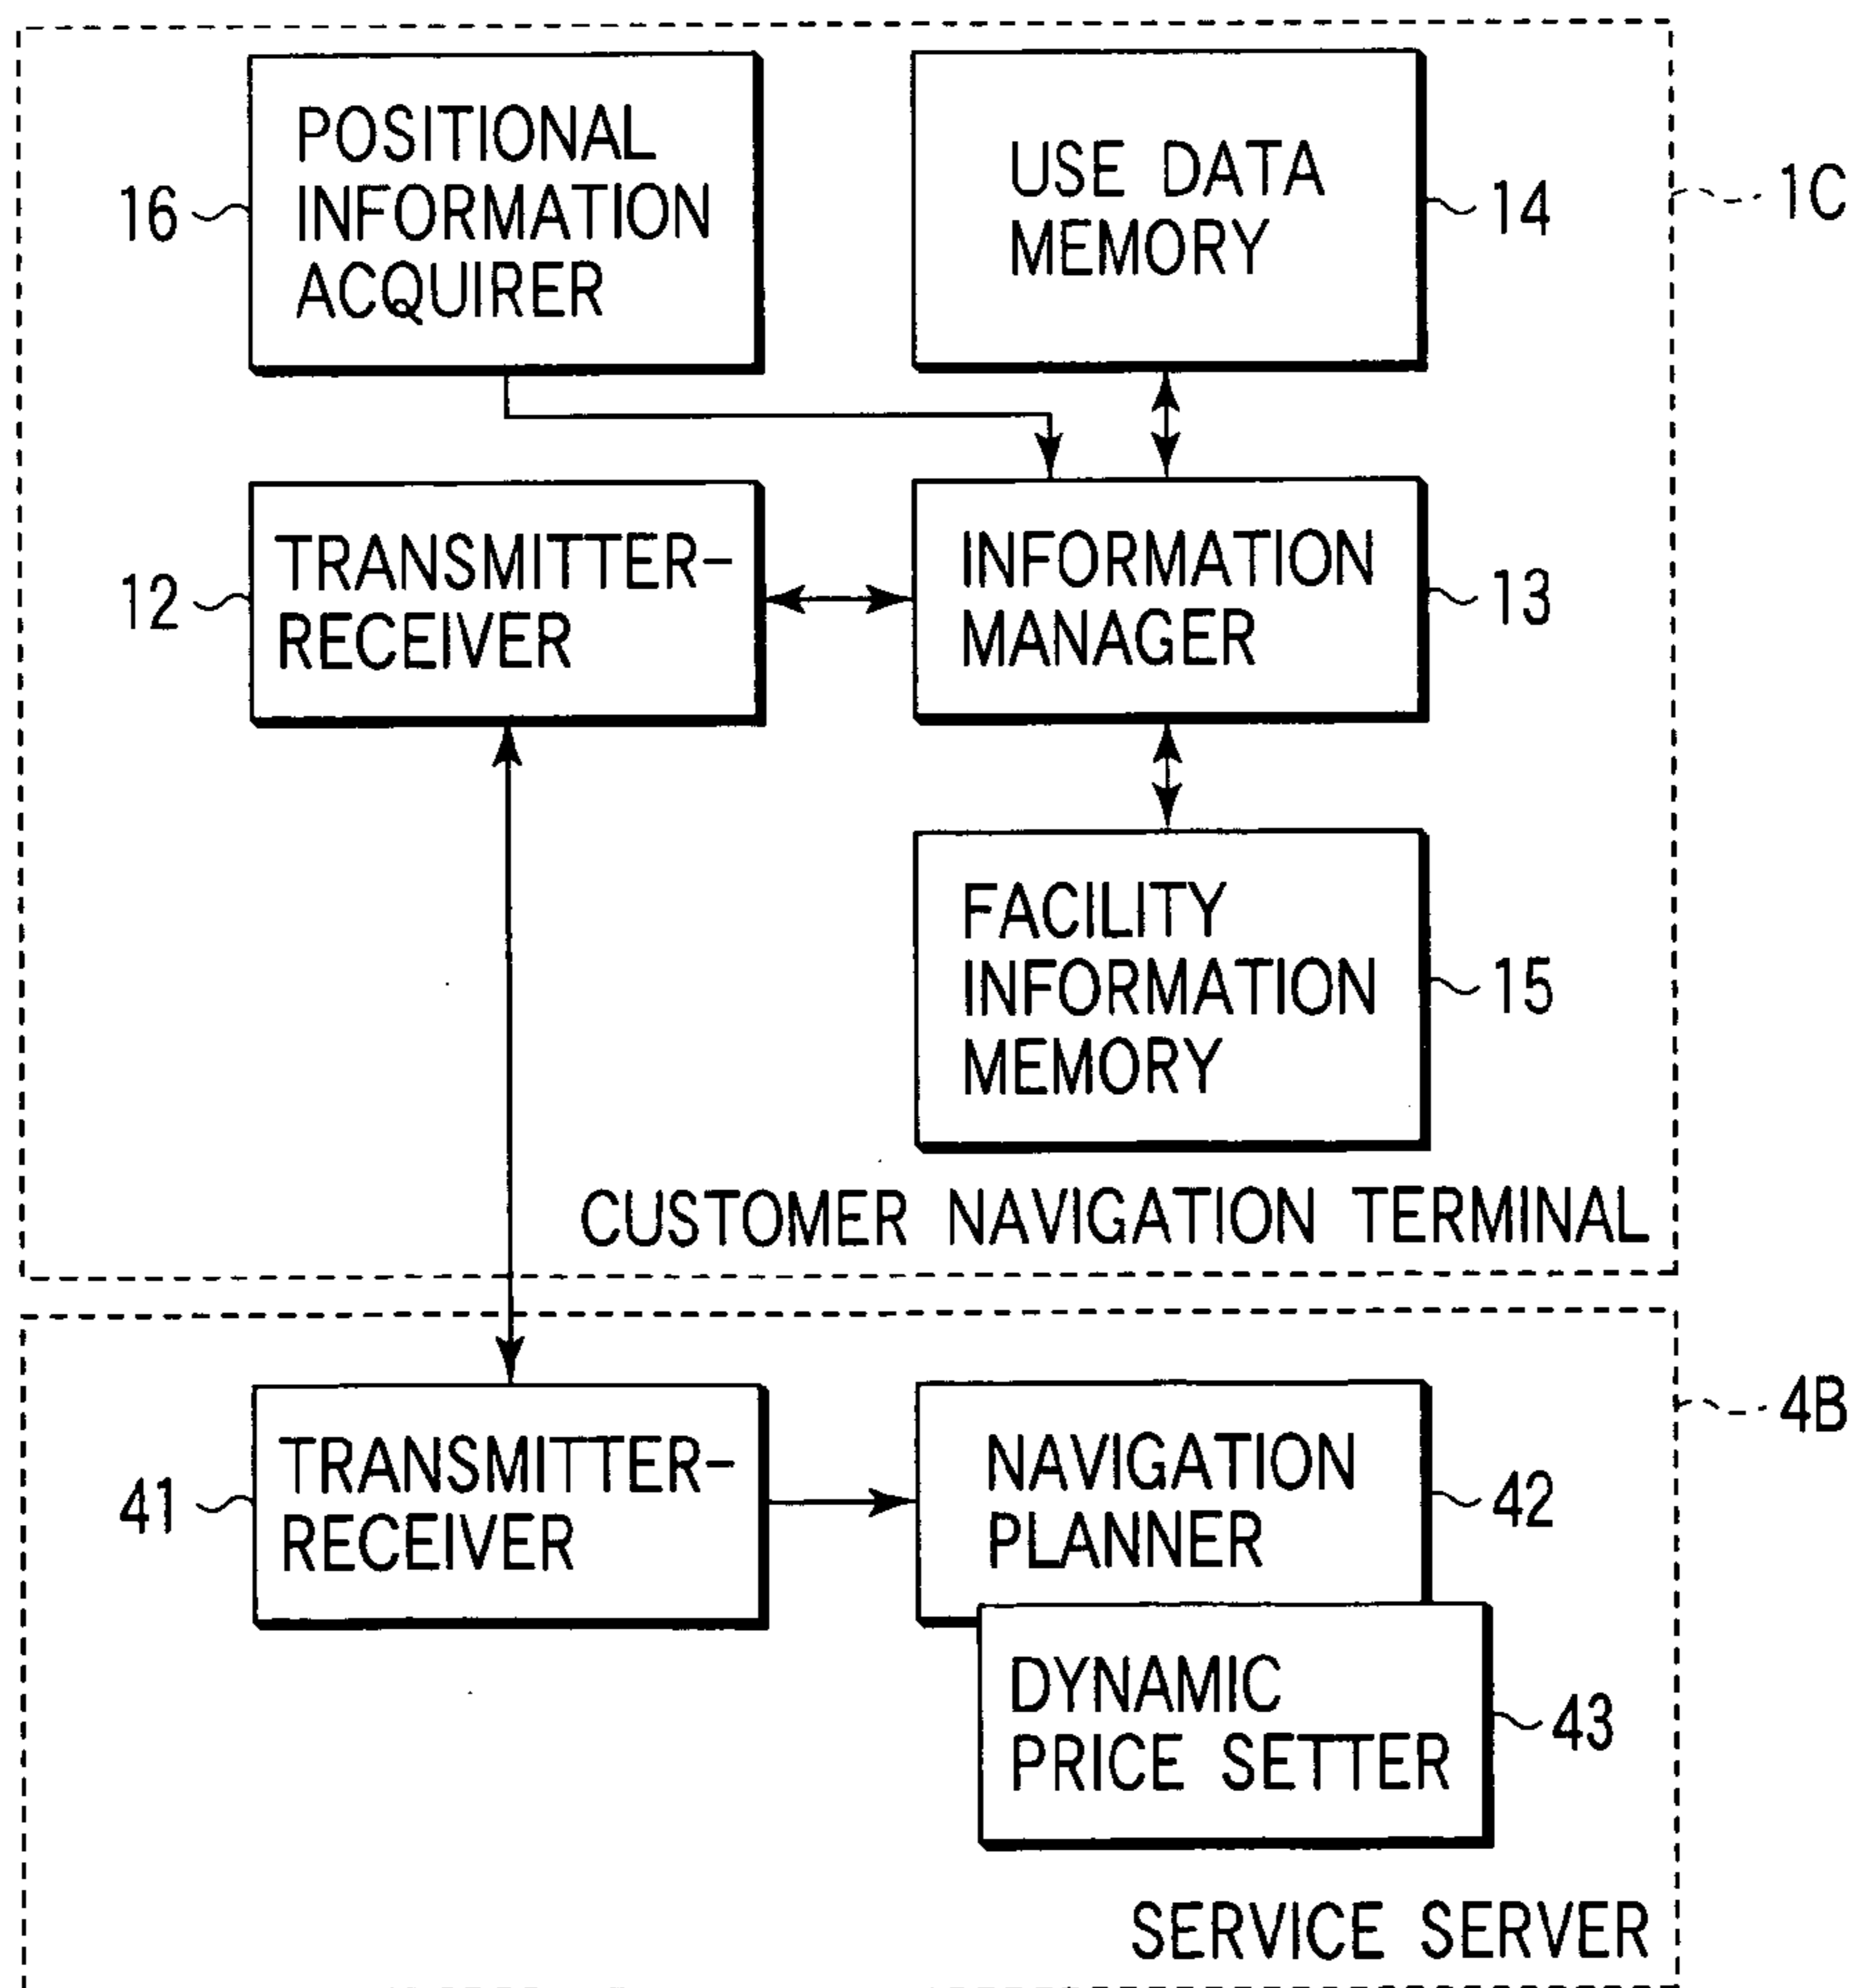 POSITIONAL
INFORMATION
ACQUIRER
16
USE DATA
MEMORY
14
1C
TRANSMITTER-
RECEIVER
12
INFORMATION
MANAGER
13
FACILITY
INFORMATION
MEMORY
15
CUSTOMER NAVIGATION TERMINAL
TRANSMITTER-
RECEIVER
41
NAVIGATION
PLANNER
42
4B
DYNAMIC
PRICE SETTER
43
SERVICE SERVER